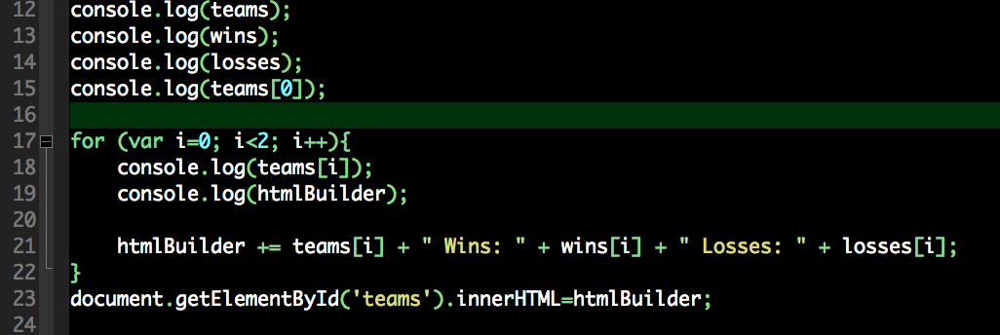 12 console.log(teams);
13 console.log(wins);
14 console.log(losses);
15 console.log(teams[0]);
16
17 for (var i=0; i<2; i++){
18     console.log(teams[i]);
19     console.log(htmlBuilder);
20
21     htmlBuilder += teams[i] + " Wins: " + wins[i] + " Losses: " + losses[i];
22 }
23 document.getElementById('teams').innerHTML=htmlBuilder;
24